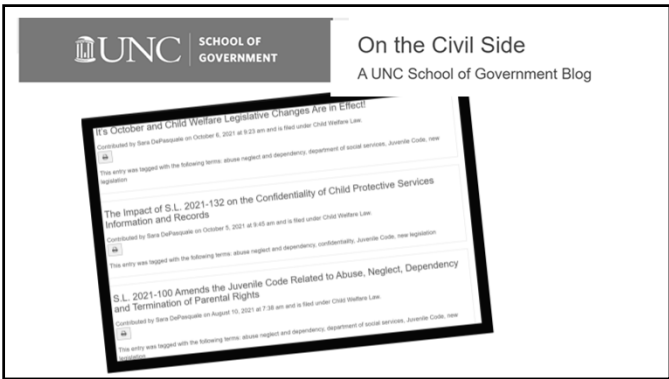 UNC
SCHOOL OF
GOVERNMENT
On the Civil Side
A UNC School of Government Blog
It's October and Child Welfare Legislative Changes Are in Effect!
Contributed by Sara DePasquale on October 6, 2021 at 9:23 am and is filed under Child Welfare Law.
This entry was tagged with the following terms: abuse neglect and dependency, department of social services, Juvenile Code, new
legislation
The Impact of S.L. 2021-132 on the Confidentiality of Child Protective Services
Information and Records
Contributed by Sara DePasquale on October 5, 2021 at 9:45 am and is filed under Child Welfare Law.
This entry was tagged with the following terms: abuse neglect and dependency, confidentiality, Juvenile Code, new legislation
S.L. 2021-100 Amends the Juvenile Code Related to Abuse, Neglect, Dependency
and Termination of Parental Rights
Contributed by Sara DePasquale on August 10, 2021 at 7:38 am and is filed under Child Welfare Law.
This entry was tagged with the following terms: abuse neglect and dependency, department of social services, Juvenile Code, new
legislation